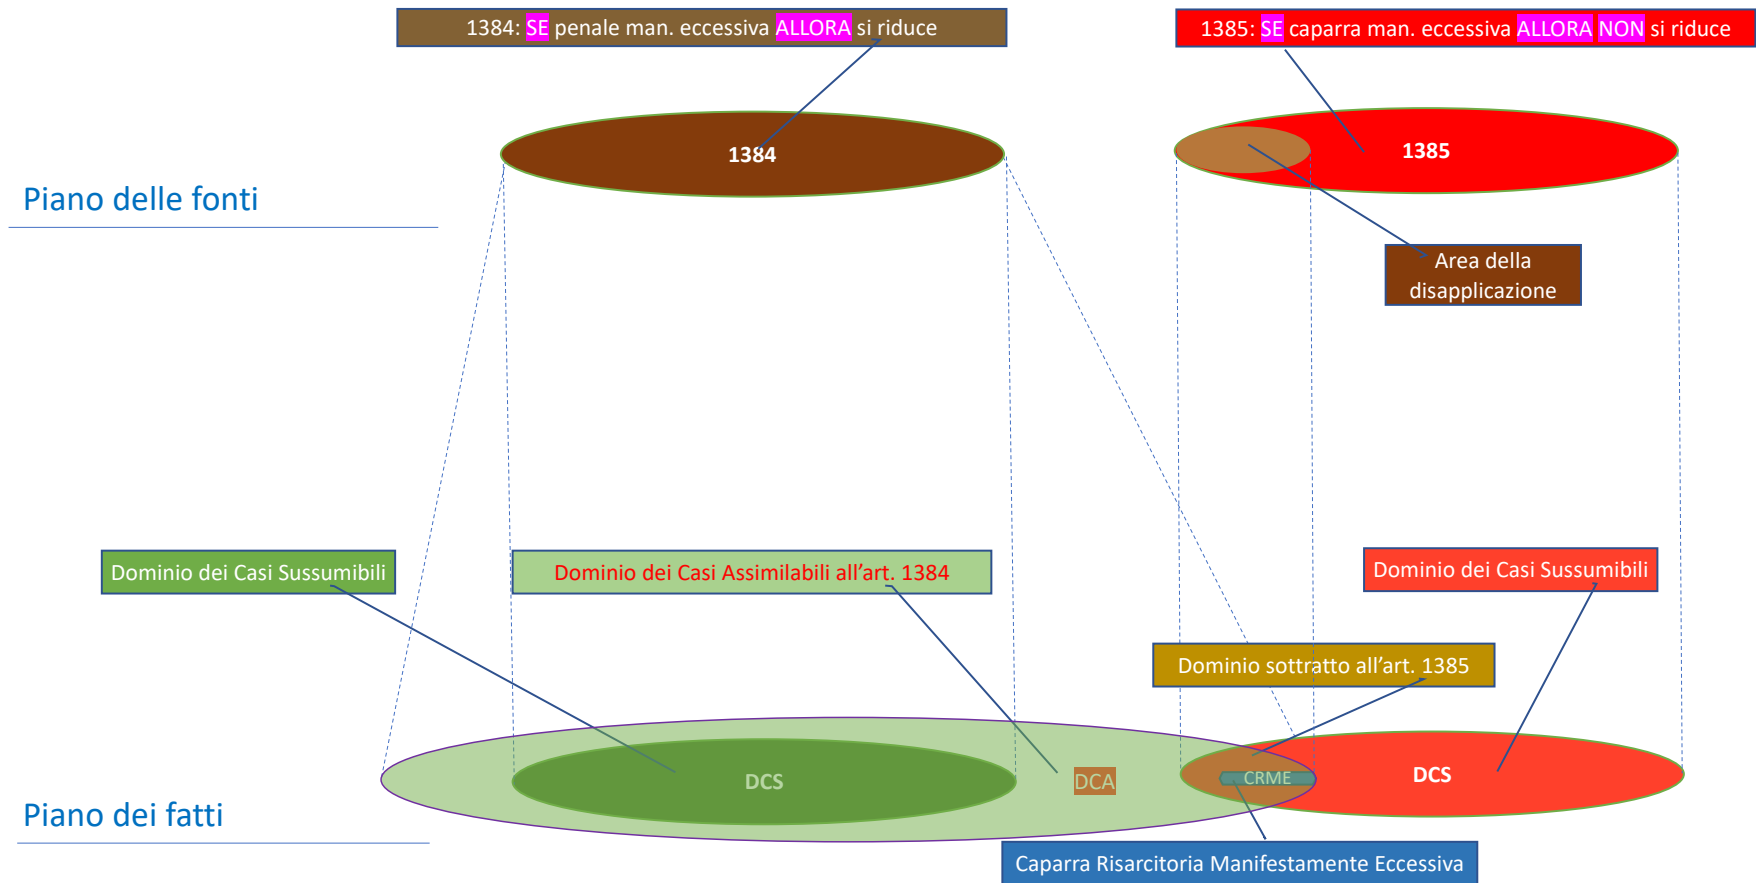 1384: SE penale man. eccessiva ALLORA si riduce
1385: SE caparra man. eccessiva ALLORA NON si riduce
1384
1385
Piano delle fonti
Area della
disapplicazione
Dominio dei Casi Sussumibili
Dominio dei Casi Assimilabili all’art. 1384
Dominio dei Casi Sussumibili
Dominio sottratto all’art. 1385
DCS
DCA
CRME
DCS
Piano dei fatti
Caparra Risarcitoria Manifestamente Eccessiva